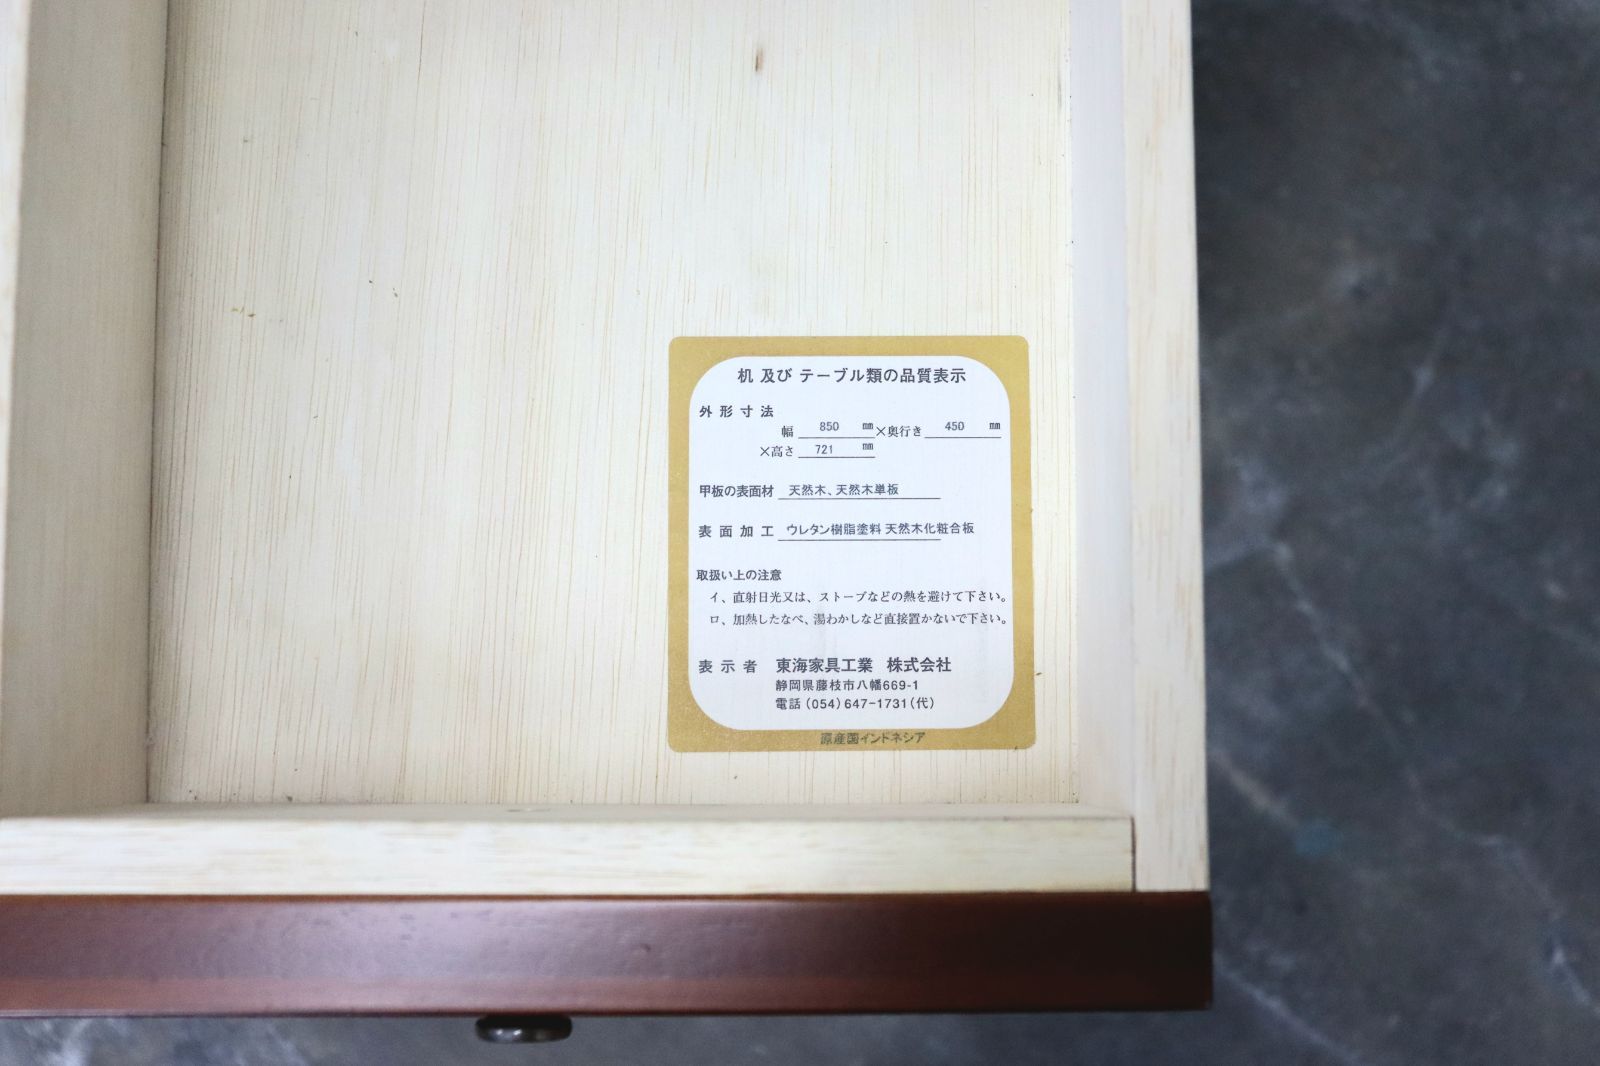 机 及び テーブル類の品質表示
外形寸法
幅 850 mm×奥行き 450 mm
×高さ 721 mm
甲板の表面材 天然木、天然木単板
表面加工 ウレタン樹脂塗料 天然木化粧合板
取扱い上の注意
イ、直射日光又は、ストーブなどの熱を避けて下さい。
ロ、加熱したなべ、湯わかしなど直接置かないで下さい。
表示者 東海家具工業 株式会社
静岡県藤枝市八幡669-1
電話(054)647-1731(代)
原産国インドネシア